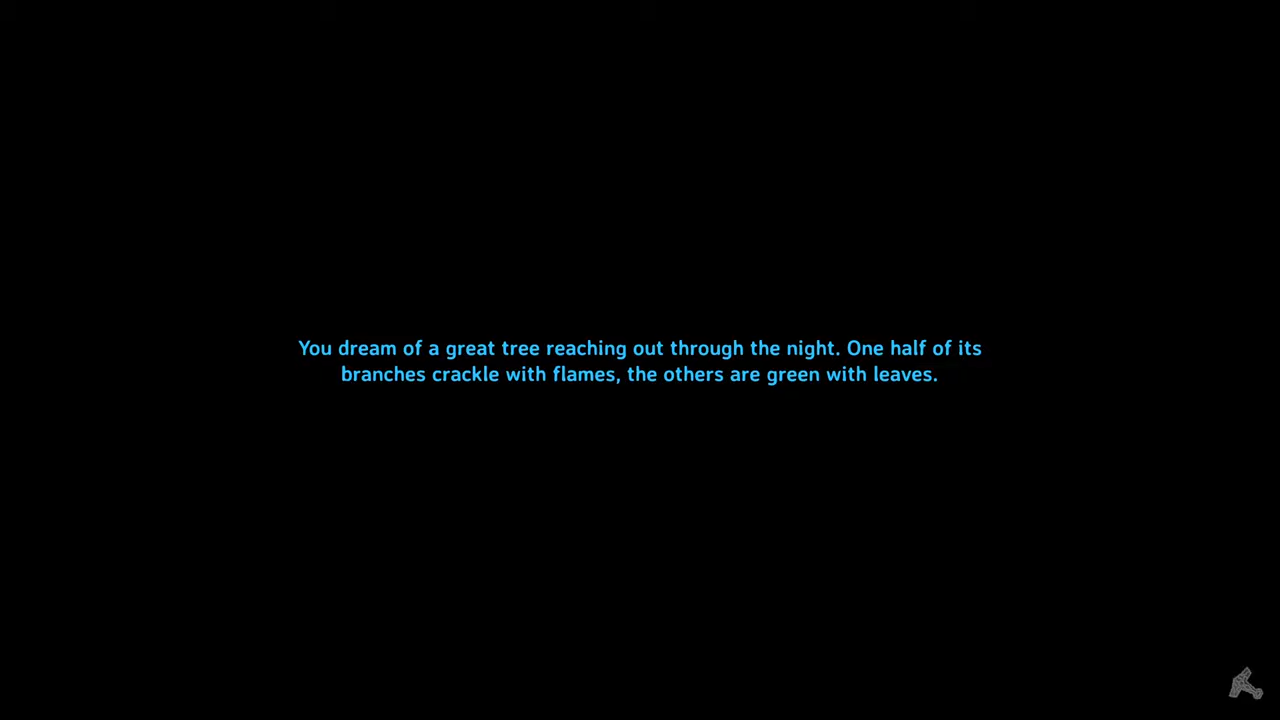 You dream of a great tree reaching out through the night. One half of its
branches crackle with flames, the others are green with leaves.